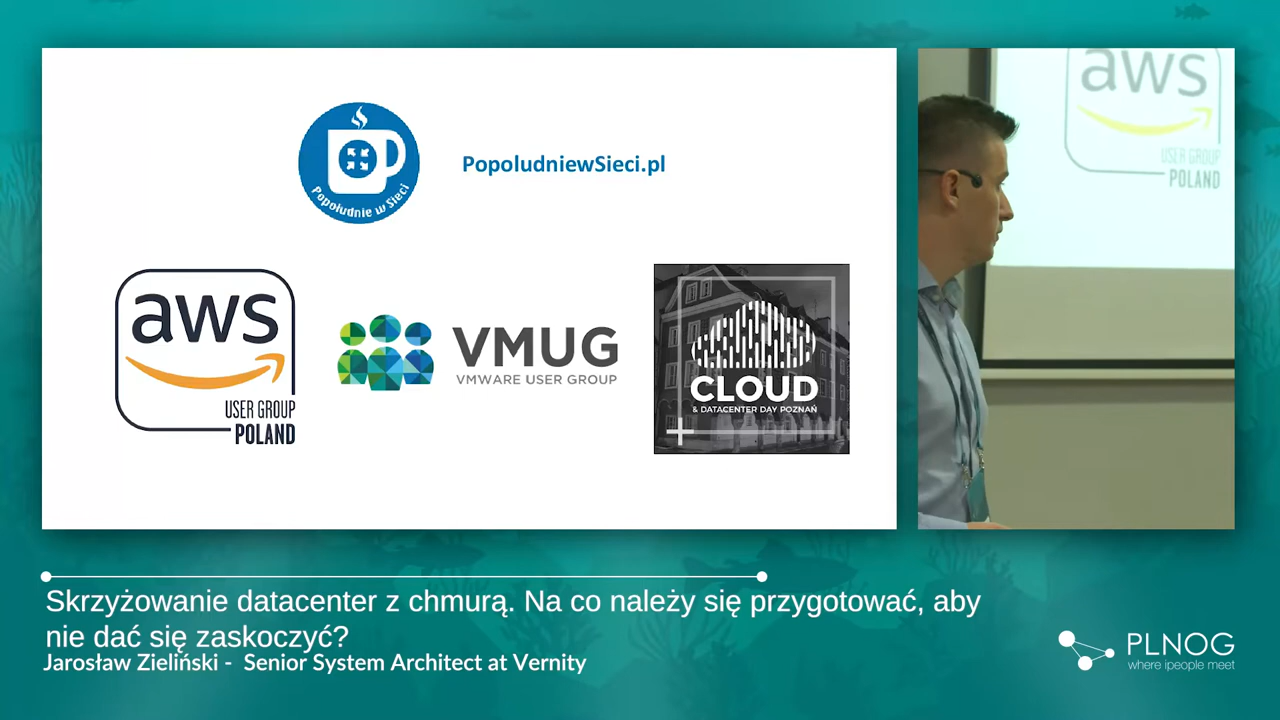 Popołudnie w Sieci
PopoludniewSieci.pl
aws
USER GROUP
POLAND
VMUG
VMWARE USER GROUP
CLOUD
& DATACENTER DAY POZNAŃ
aws
USER GROUP
POLAND
Skrzyżowanie datacenter z chmurą. Na co należy się przygotować, aby
nie dać się zaskoczyć?
Jarosław Zieliński - Senior System Architect at Vernity
PLNOG
where ipeople meet